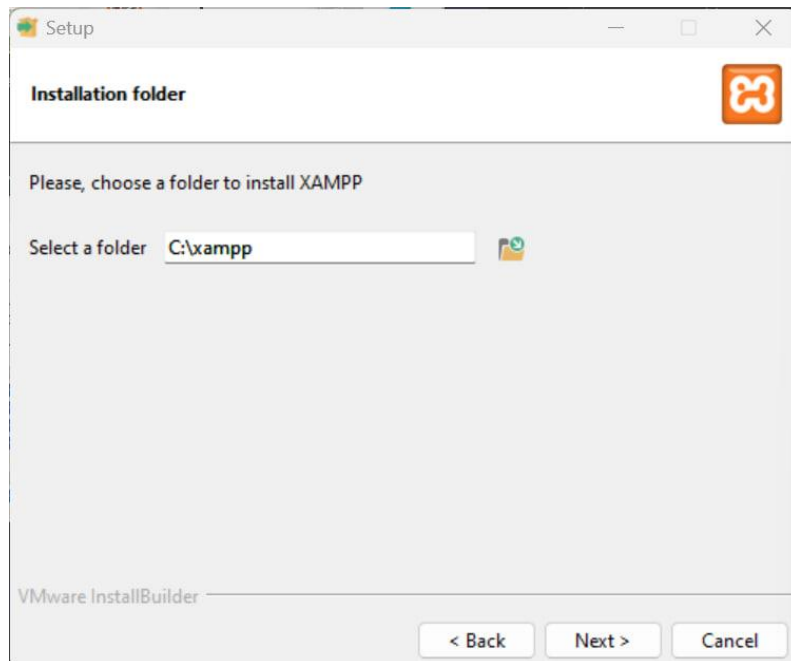 Setup
Installation folder
Please, choose a folder to install XAMPP
Select a folder C:\xampp
VMware InstallBuilder
< Back Next > Cancel